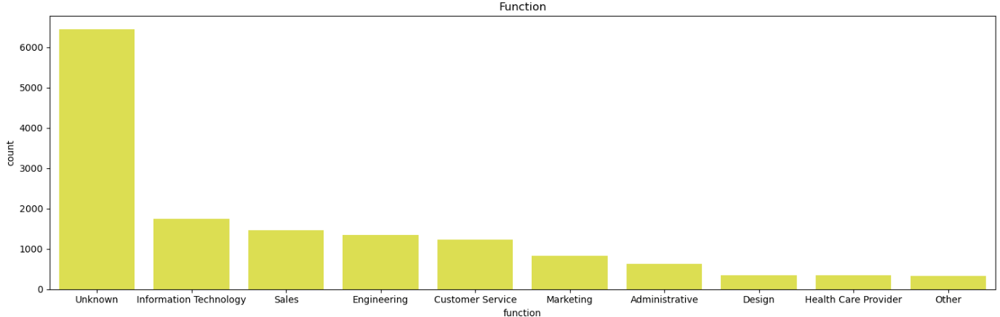 Function
6000
5000
4000
3000
2000
1000
0
count
Unknown Information Technology Sales Engineering Customer Service Marketing Administrative Design Health Care Provider Other
function